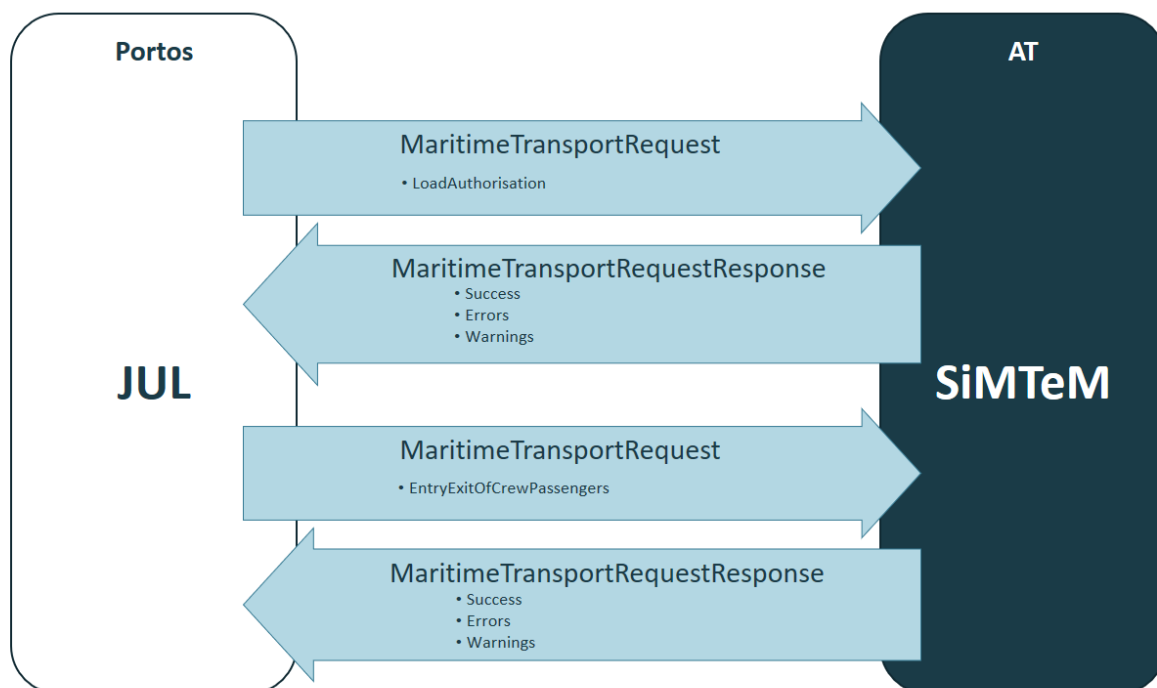 Portos
AT
MaritimeTransportRequest
• LoadAuthorisation
MaritimeTransportRequestResponse
• Success
• Errors
• Warnings
JUL
SiMTeM
MaritimeTransportRequest
• EntryExitOfCrewPassengers
MaritimeTransportRequestResponse
• Success
• Errors
• Warnings